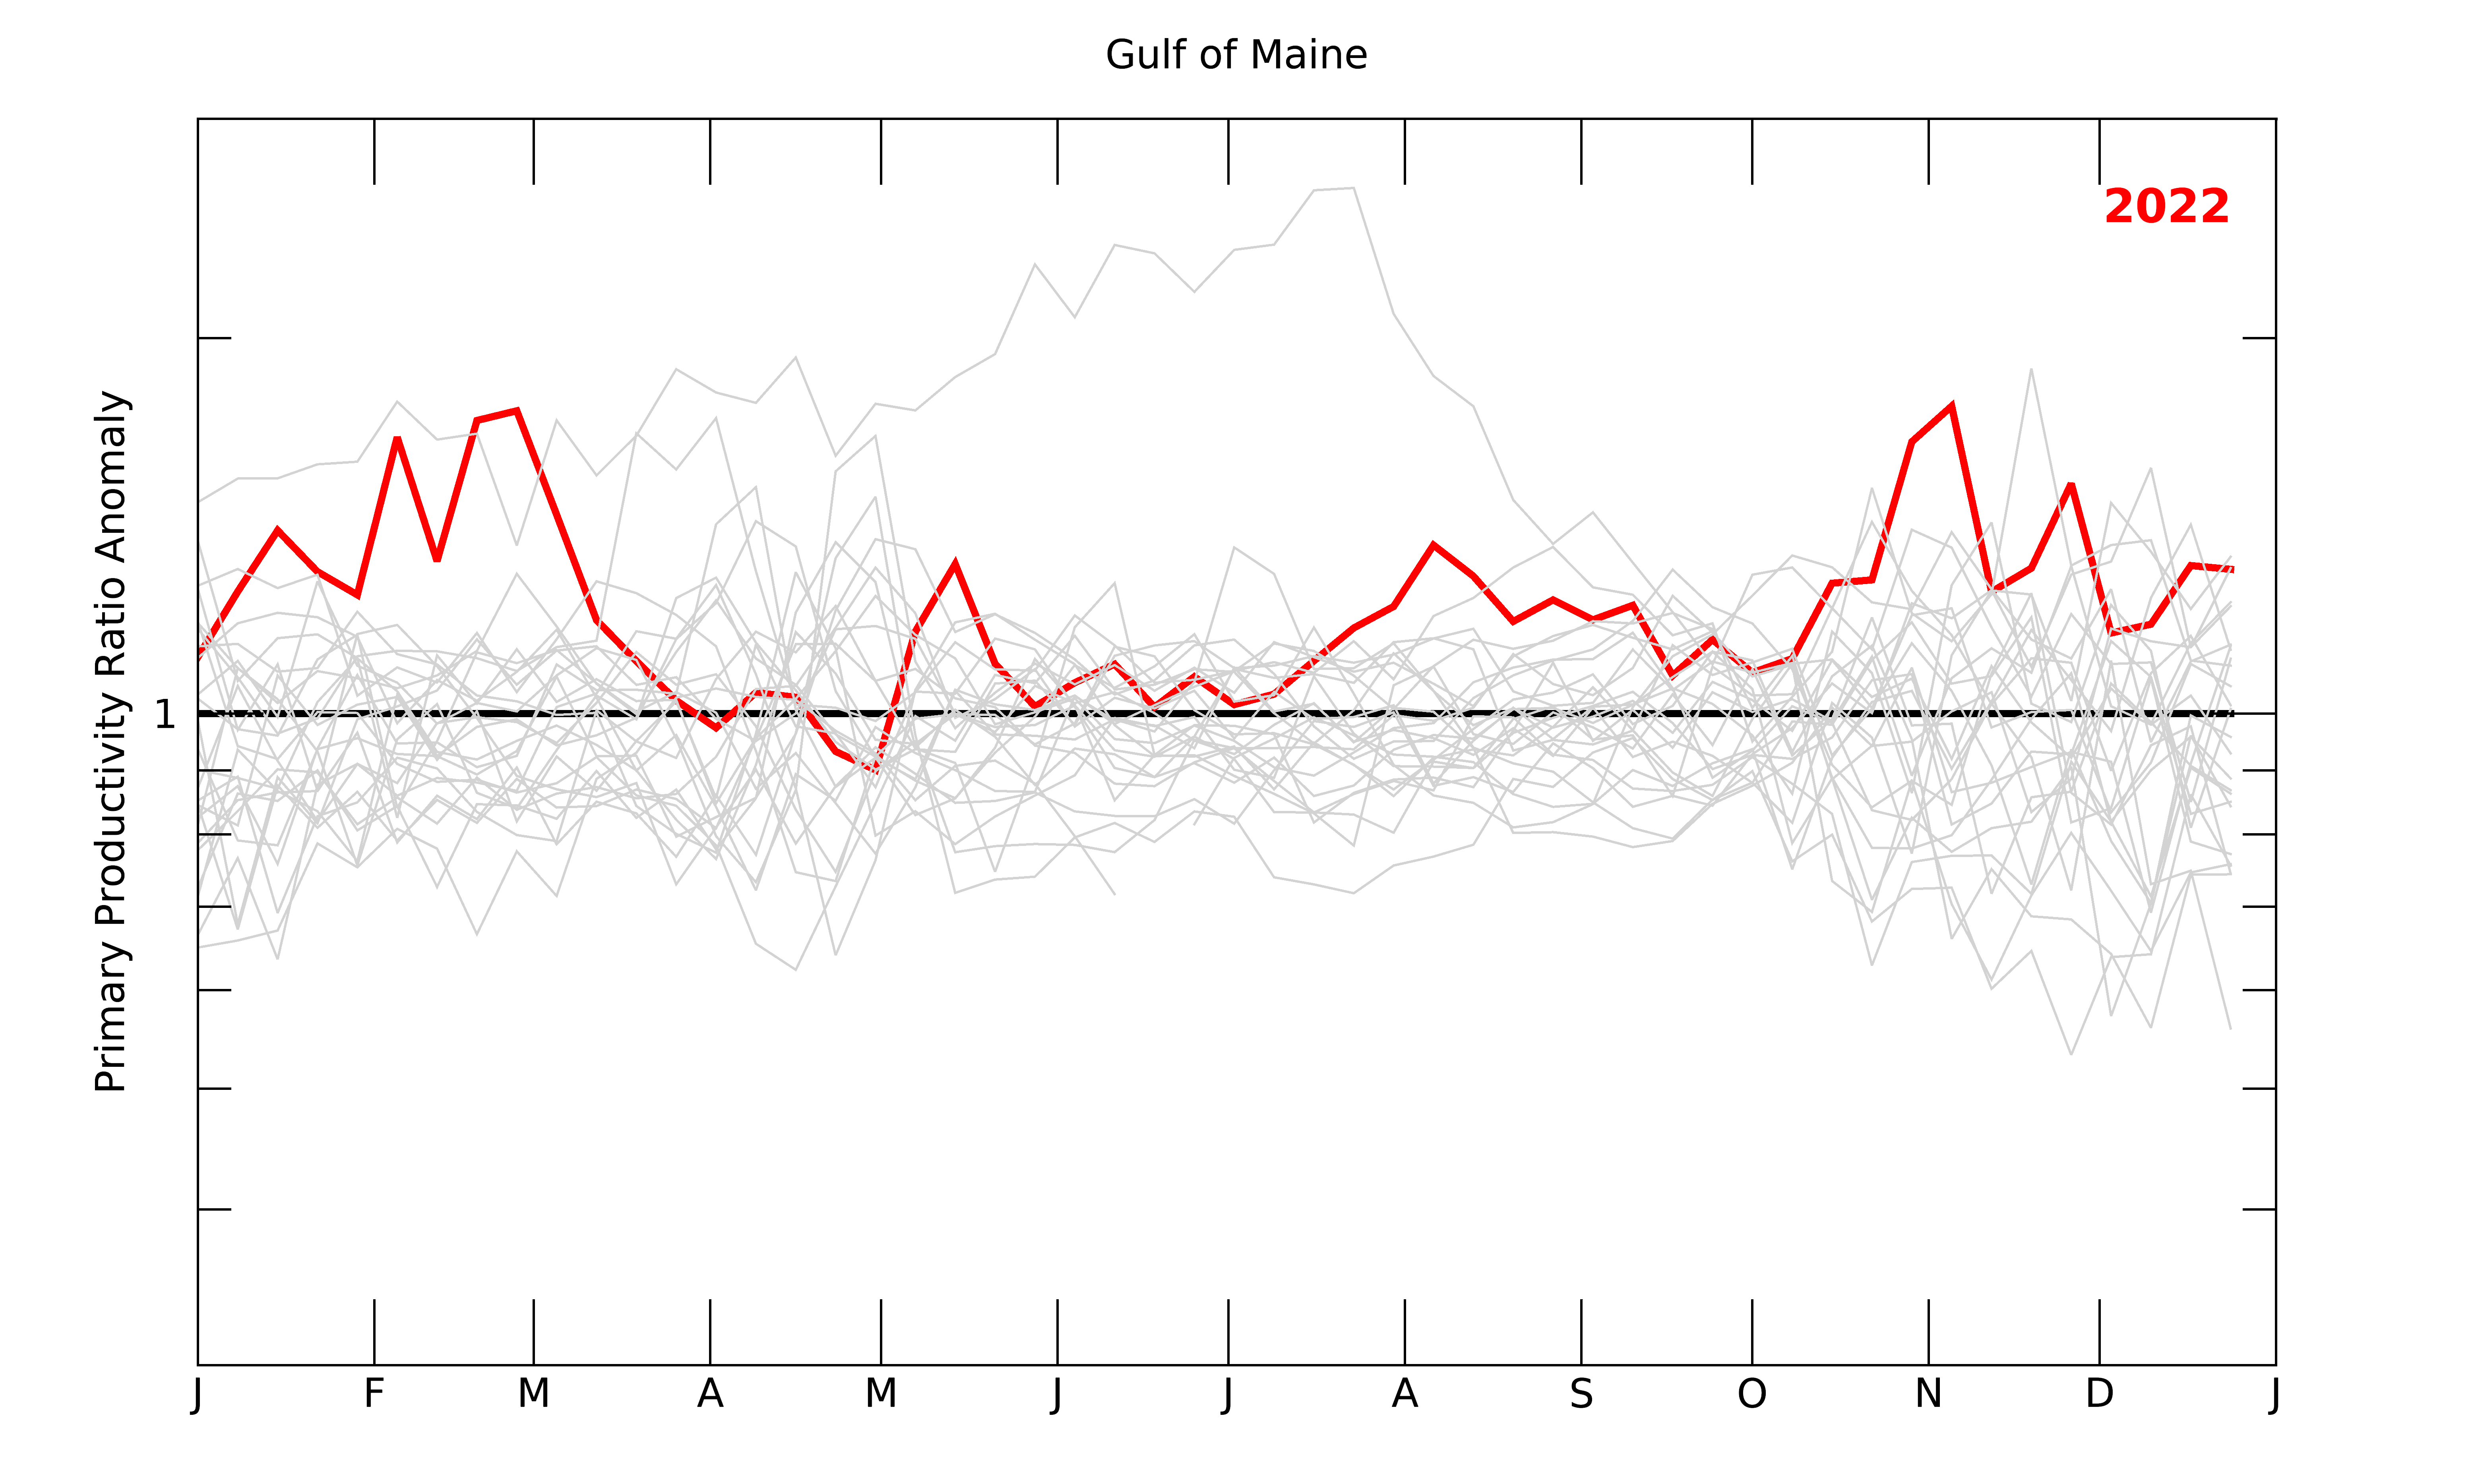 Gulf of Maine
2022
Primary Productivity Ratio Anomaly
1
J F M A M J J A S O N D J